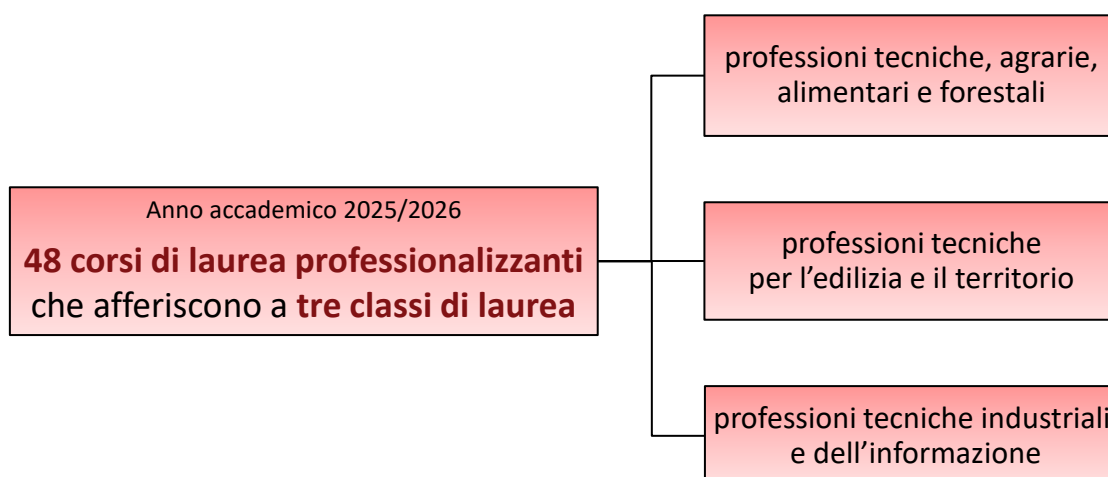 Anno accademico 2025/2026
48 corsi di laurea professionalizzanti
che afferiscono a tre classi di laurea
professioni tecniche, agrarie,
alimentari e forestali
professioni tecniche
per l’edilizia e il territorio
professioni tecniche industriali
e dell’informazione